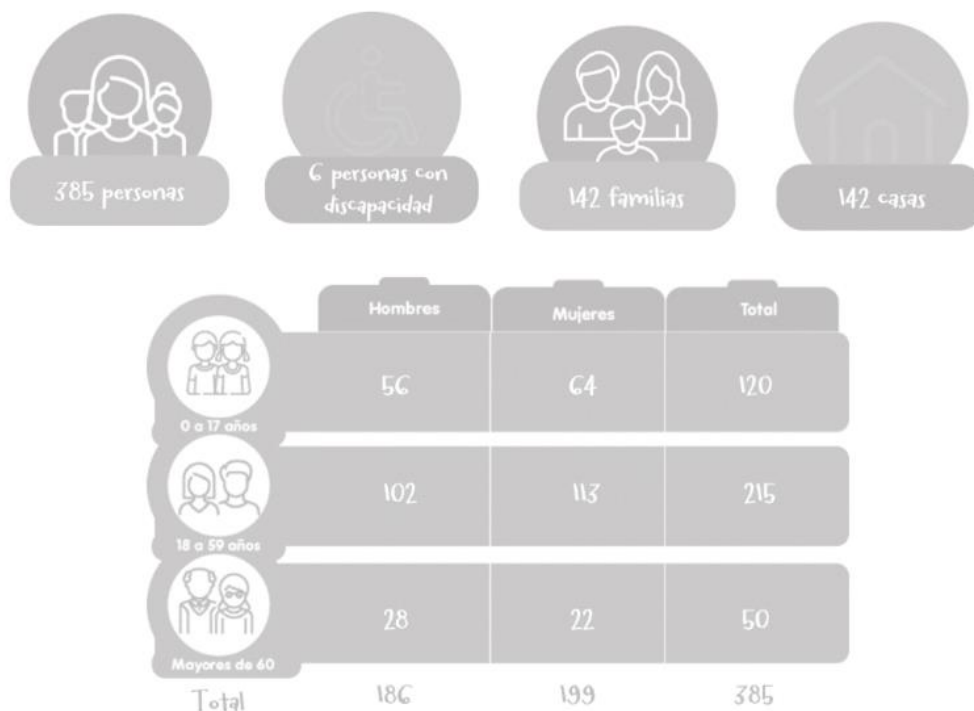 385 personas
6 personas con
discapacidad
142 familias
142 casas
Hombres
Mujeres
Total
56
64
120
0 a 17 años
102
113
215
18 a 59 años
28
22
50
Mayores de 60
Total
186
199
385